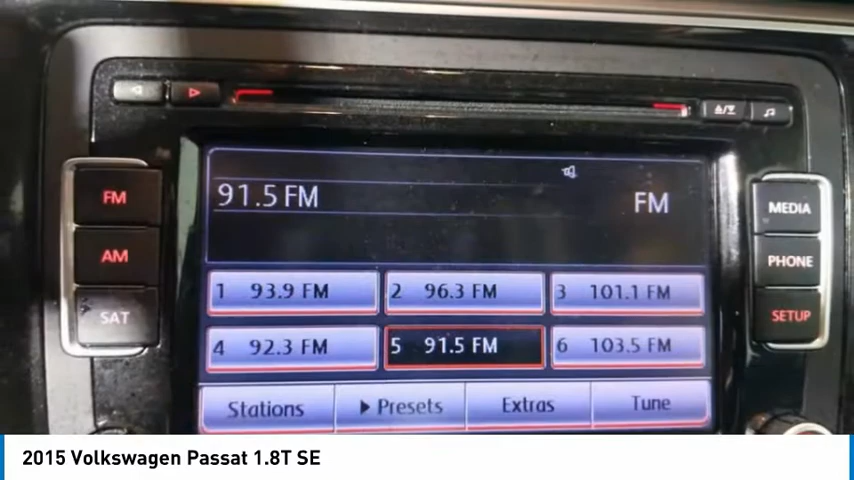 91.5 FM
FM
FM
AM
SAT
MEDIA
PHONE
SETUP
1 93.9 FM
2 96.3 FM
3 101.1 FM
4 92.3 FM
5 91.5 FM
6 103.5 FM
Stations
Presets
Extras
Tune
2015 Volkswagen Passat 1.8T SE